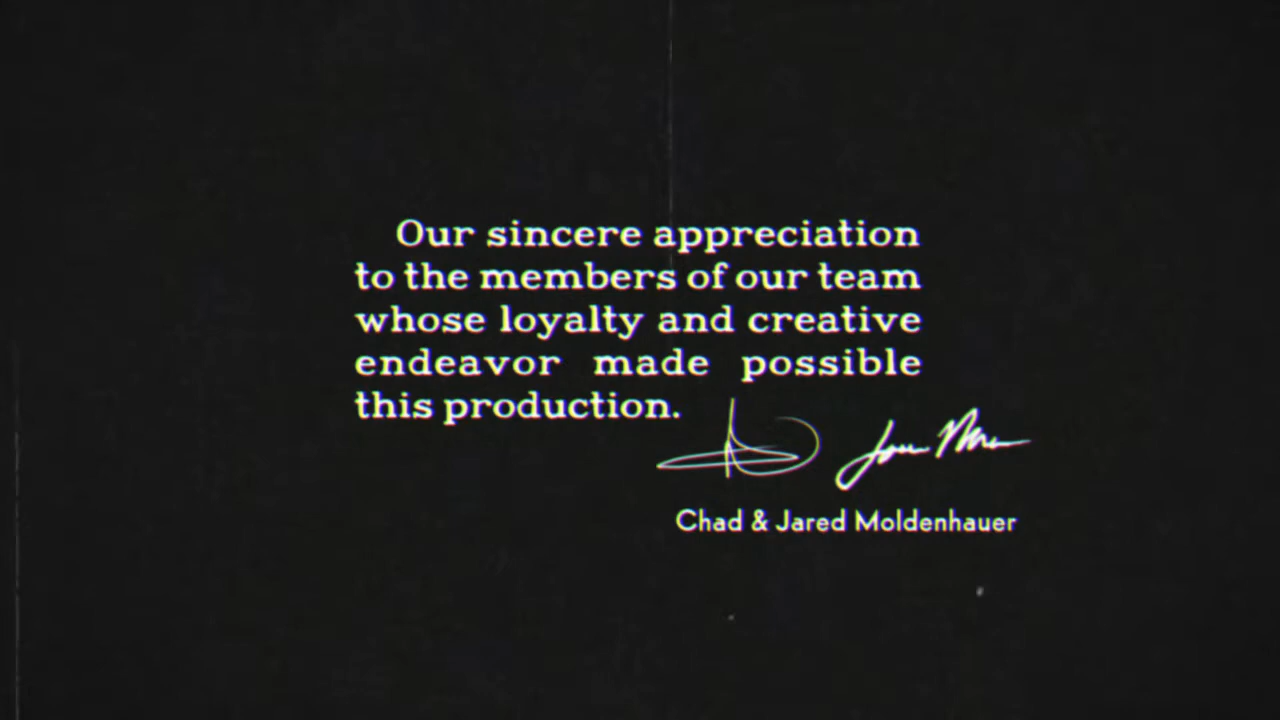 Our sincere appreciation
to the members of our team
whose loyalty and creative
endeavor made possible
this production.
Chad & Jared Moldenhauer